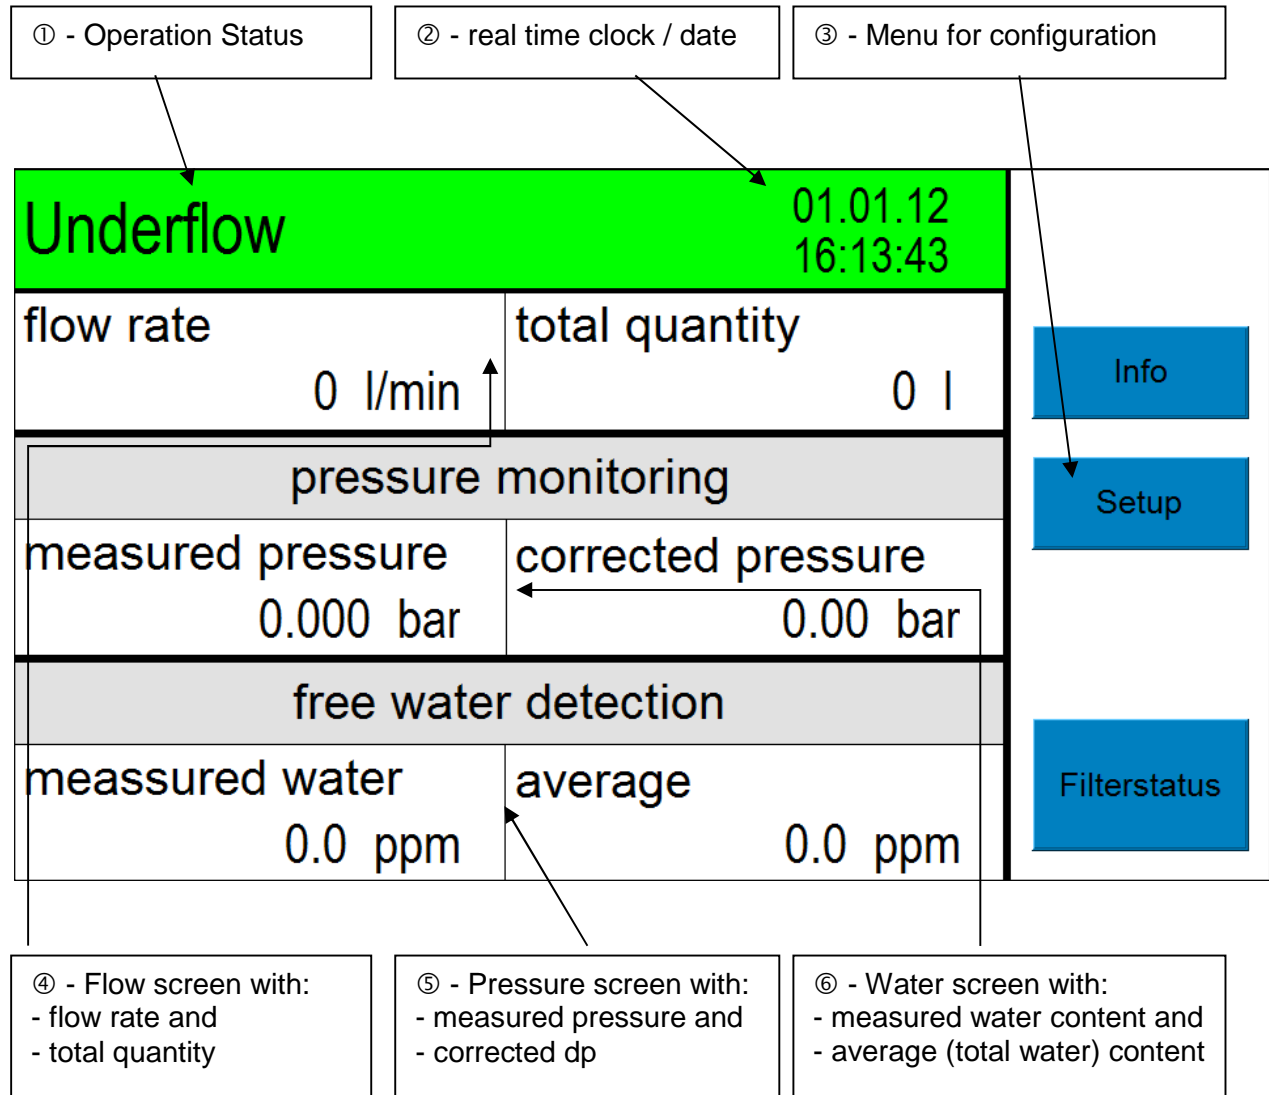 ① - Operation Status
② - real time clock / date
③ - Menu for configuration
Underflow
01.01.12
16:13:43
flow rate
0 l/min
total quantity
0 l
Info
pressure monitoring
Setup
measured pressure
0.000 bar
corrected pressure
0.00 bar
free water detection
meassured water
0.0 ppm
average
0.0 ppm
Filterstatus
④ - Flow screen with:
- flow rate and
- total quantity
⑤ - Pressure screen with:
- measured pressure and
- corrected dp
⑥ - Water screen with:
- measured water content and
- average (total water) content